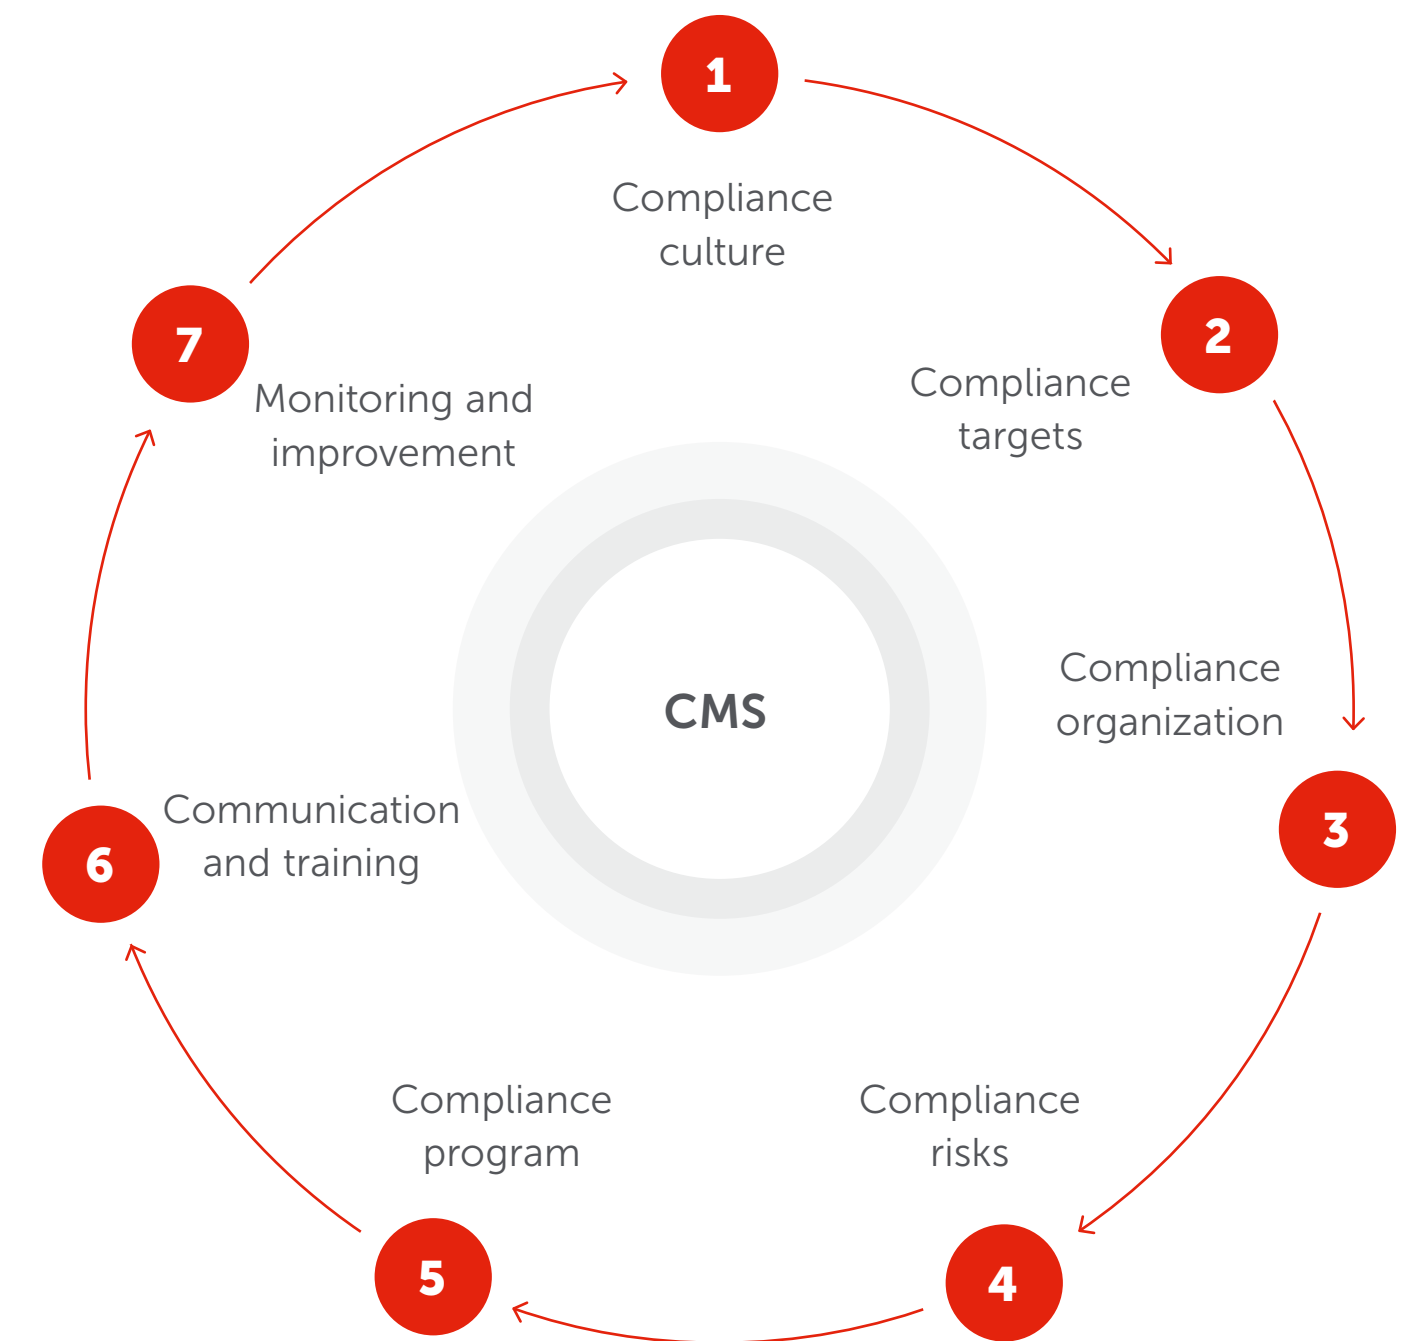 1
Compliance
culture
2
Compliance
targets
3
Compliance
organization
4
Compliance
risks
5
Compliance
program
6
Communication
and training
7
Monitoring and
improvement
CMS